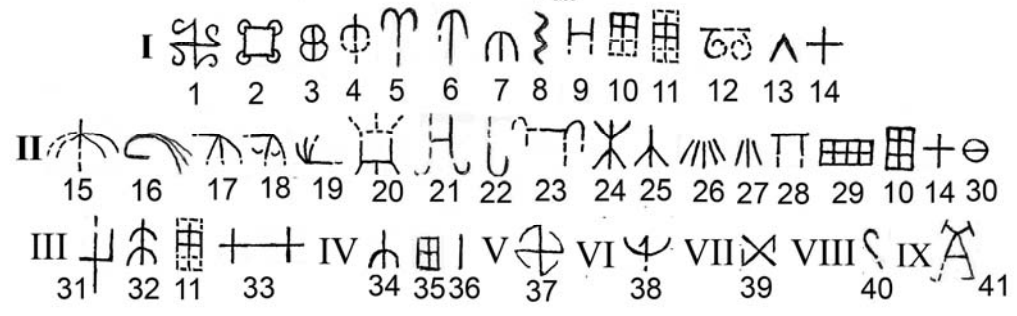 I
1 2 3 4 5 6 7 8 9 10 11 12 13 14
II
15 16 17 18 19 20 21 22 23 24 25 26 27 28 29 10 14 30
III IV V VI VII VIII IX
31 32 11 33 34 35 36 37 38 39 40 41